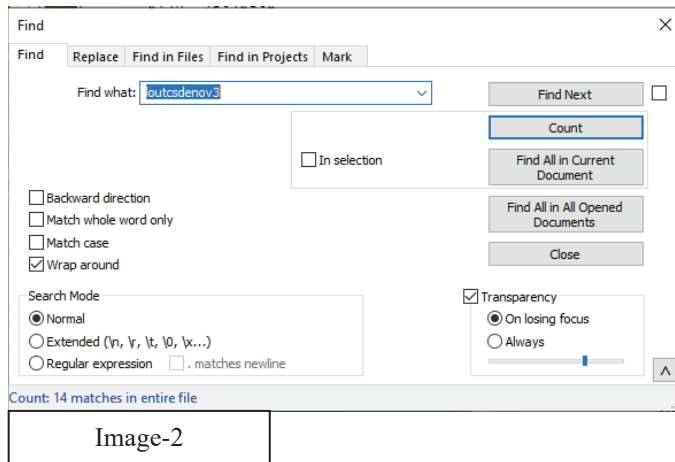 Find
Find Replace Find in Files Find in Projects Mark
Find what: outcsdenov3
Find Next
Count
In selection
Find All in Current
Document
Backward direction
Match whole word only
Match case
Wrap around
Find All in All Opened
Documents
Close
Search Mode
Normal
Extended (\n, \r, \t, \0, \x...)
Regular expression . matches newline
Transparency
On losing focus
Always
Count: 14 matches in entire file
Image-2